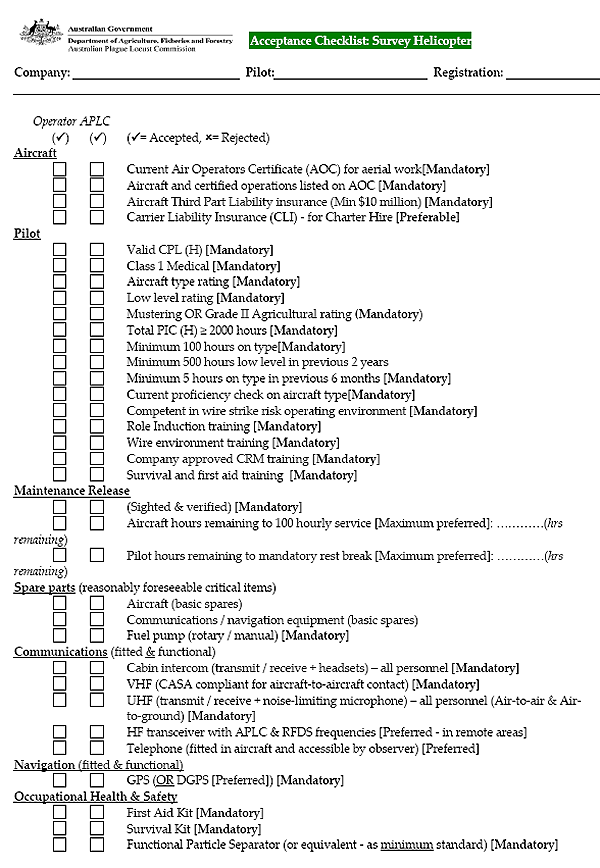 Australian Government
Department of Agriculture, Fisheries and Forestry
Australian Plague Locust Commission
Acceptance Checklist: Survey Helicopter
Company: Pilot: Registration:
Operator APLC
(✓) (✓) (✓= Accepted, ×= Rejected)
Aircraft
Current Air Operators Certificate (AOC) for aerial work[Mandatory]
Aircraft and certified operations listed on AOC [Mandatory]
Aircraft Third Part Liability insurance (Min $10 million) [Mandatory]
Carrier Liability Insurance (CLI) - for Charter Hire [Preferable]
Pilot
Valid CPL (H) [Mandatory]
Class 1 Medical [Mandatory]
Aircraft type rating [Mandatory]
Low level rating [Mandatory]
Mustering OR Grade II Agricultural rating (Mandatory)
Total PIC (H) ≥ 2000 hours [Mandatory]
Minimum 100 hours on type[Mandatory]
Minimum 500 hours low level in previous 2 years
Minimum 5 hours on type in previous 6 months [Mandatory]
Current proficiency check on aircraft type[Mandatory]
Competent in wire strike risk operating environment [Mandatory]
Role Induction training [Mandatory]
Wire environment training [Mandatory]
Company approved CRM training [Mandatory]
Survival and first aid training [Mandatory]
Maintenance Release
(Sighted & verified) [Mandatory]
Aircraft hours remaining to 100 hourly service [Maximum preferred]: …………(hrs
remaining)
Pilot hours remaining to mandatory rest break [Maximum preferred]: …………(hrs
remaining)
Spare parts (reasonably foreseeable critical items)
Aircraft (basic spares)
Communications / navigation equipment (basic spares)
Fuel pump (rotary / manual) [Mandatory]
Communications (fitted & functional)
Cabin intercom (transmit / receive + headsets) – all personnel [Mandatory]
VHF (CASA compliant for aircraft-to-aircraft contact) [Mandatory]
UHF (transmit / receive + noise-limiting microphone) – all personnel (Air-to-air & Air-
to-ground) [Mandatory]
HF transceiver with APLC & RFDS frequencies [Preferred - in remote areas]
Telephone (fitted in aircraft and accessible by observer) [Preferred]
Navigation (fitted & functional)
GPS (OR DGPS [Preferred]) [Mandatory]
Occupational Health & Safety
First Aid Kit [Mandatory]
Survival Kit [Mandatory]
Functional Particle Separator (or equivalent - as minimum standard) [Mandatory]